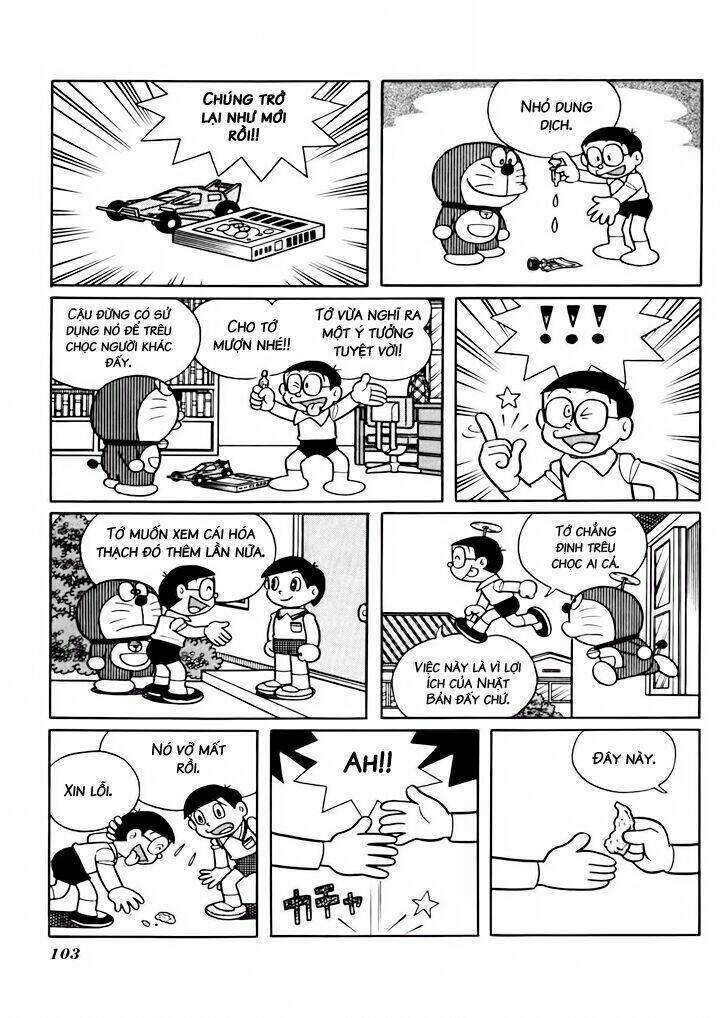 NHỎ DUNG
DỊCH.
CHÚNG TRỞ
LẠI NHƯ MỚI
RỒI!!
!!!
TỚ VỪA NGHĨ RA
MỘT Ý TƯỞNG
TUYỆT VỜI!
CHO TỚ
MƯỢN NHÉ!!
CẬU ĐỪNG CÓ SỬ
DỤNG NÓ ĐỂ TRÊU
CHỌC NGƯỜI KHÁC
ĐẤY.
TỚ CHẲNG
ĐỊNH TRÊU
CHỌC AI CẢ.
VIỆC NÀY LÀ VÌ LỢI
ÍCH CỦA NHẬT
BẢN ĐẤY CHỨ.
TỚ MUỐN XEM CÁI HÓA
THẠCH ĐÓ THÊM LẦN NỮA.
ĐÂY NÀY.
AH!!
NÓ VỠ MẤT
RỒI.
XIN LỖI.
103